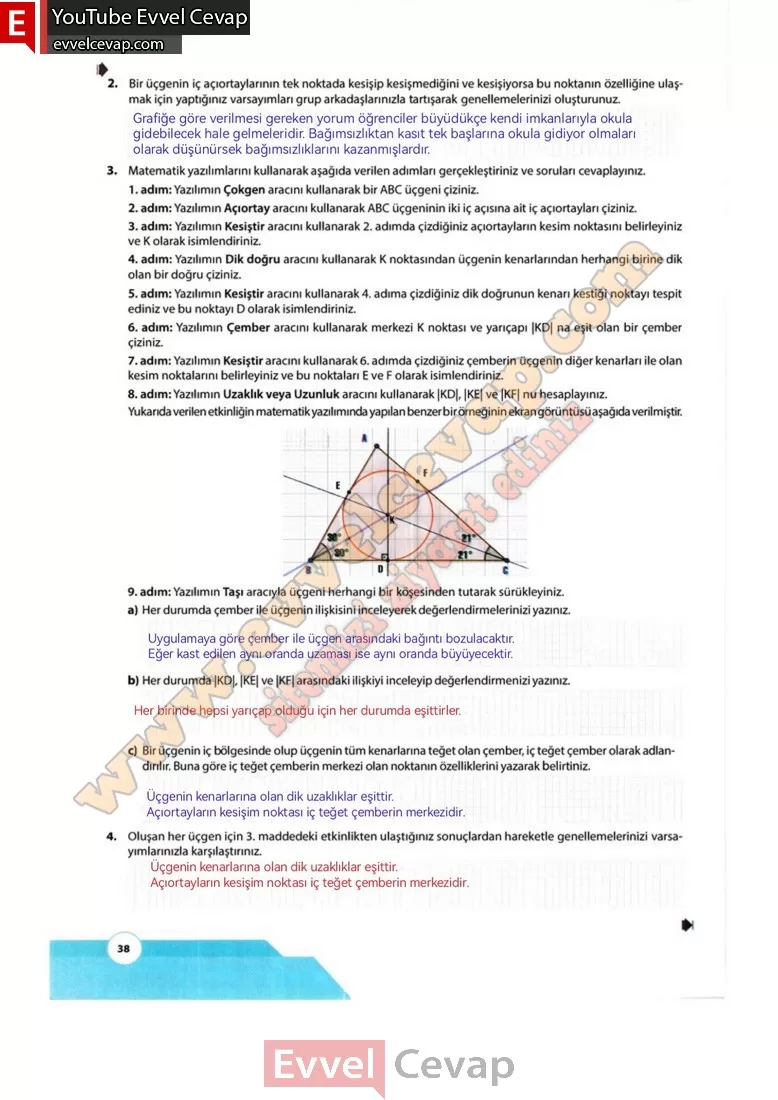 YouTube Evvel Cevap
evvelcevap.com
2. Bir üçgenin iç açıortaylarının tek noktada kesişip kesişmediğini ve kesişiyorsa bu noktanın özelliğine ulaş-
mak için yaptığınız varsayımları grup arkadaşlarınızla tartışarak genellemelerinizi oluşturunuz.
Grafiğe göre verilmesi gereken yorum öğrenciler büyüdükçe kendi imkanlarıyla okula
gidebilecek hale gelmeleridir. Bağımsızlıktan kasıt tek başlarına okula gidiyor olmaları
olarak düşünürsek bağımsızlıklarını kazanmışlardır.
3. Matematik yazılımlarını kullanarak aşağıda verilen adımları gerçekleştiriniz ve soruları cevaplayınız.
1. adım: Yazılımın Çokgen aracını kullanarak bir ABC üçgeni çiziniz.
2. adım: Yazılımın Açıortay aracını kullanarak ABC üçgeninin iki iç açısına ait iç açıortayları çiziniz.
3. adım: Yazılımın Kesiştir aracını kullanarak 2. adımda çizdiğiniz açıortayların kesim noktasını belirleyiniz
ve K olarak isimlendiriniz.
4. adım: Yazılımın Dik doğru aracını kullanarak K noktasından üçgenin kenarlarından herhangi birine dik
olan bir doğru çiziniz.
5. adım: Yazılımın Kesiştir aracını kullanarak 4. adıma çizdiğiniz dik doğrunun kenarı kestiği noktayı tespit
ediniz ve bu noktayı D olarak isimlendiriniz.
6. adım: Yazılımın Çember aracını kullanarak merkezi K noktası ve yarıçapı |KD| na eşit olan bir çember
çiziniz.
7. adım: Yazılımın Kesiştir aracını kullanarak 6. adımda çizdiğiniz çemberin üçgenin diğer kenarları ile olan
kesim noktalarını belirleyiniz ve bu noktaları E ve F olarak isimlendiriniz.
8. adım: Yazılımın Uzaklık veya Uzunluk aracını kullanarak |KD|, |KE| ve |KF| nu hesaplayınız.
Yukarıda verilen etkinliğin matematik yazılımında yapılan benzer bir örneğinin ekran görüntüsü aşağıda verilmiştir.
A
F
E
K
30°
30°
21°
21°
B
D
C
9. adım: Yazılımın Taşı aracıyla üçgeni herhangi bir köşesinden tutarak sürükleyiniz.
a) Her durumda çember ile üçgenin ilişkisini inceleyerek değerlendirmelerinizi yazınız.
Uygulamaya göre çember ile üçgen arasındaki bağıntı bozulacaktır.
Eğer kast edilen aynı oranda uzaması ise aynı oranda büyüyecektir.
b) Her durumda |KD|, |KE| ve |KF| arasındaki ilişkiyi inceleyip değerlendirmenizi yazınız.
Her birinde hepsi yarıçap olduğu için her durumda eşittirler.
c) Bir üçgenin iç bölgesinde olup üçgenin tüm kenarlarına teğet olan çember, iç teğet çember olarak adlan-
dırılır. Buna göre iç teğet çemberin merkezi olan noktanın özelliklerini yazarak belirtiniz.
Üçgenin kenarlarına olan dik uzaklıklar eşittir.
Açıortayların kesişim noktası iç teğet çemberin merkezidir.
4. Oluşan her üçgen için 3. maddedeki etkinlikten ulaştığınız sonuçlardan hareketle genellemelerinizi varsa-
yımlarınızla karşılaştırınız.
Üçgenin kenarlarına olan dik uzaklıklar eşittir.
Açıortayların kesişim noktası iç teğet çemberin merkezidir.
www.evvelcevap.com
sitemizi ziyaret ediniz
38
Evvel Cevap